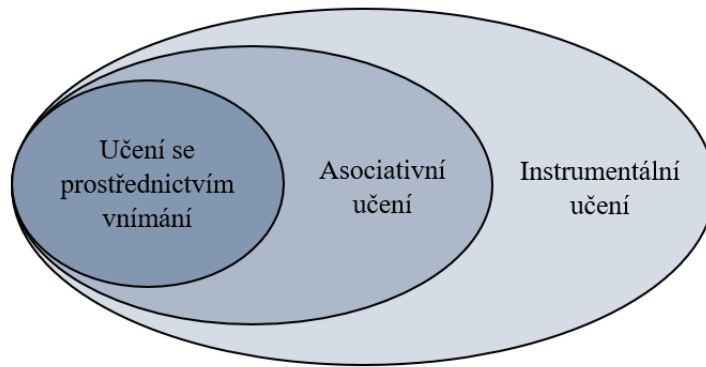 Učení se
prostřednictvím
vnímání
Asociativní
učení
Instrumentální
učení